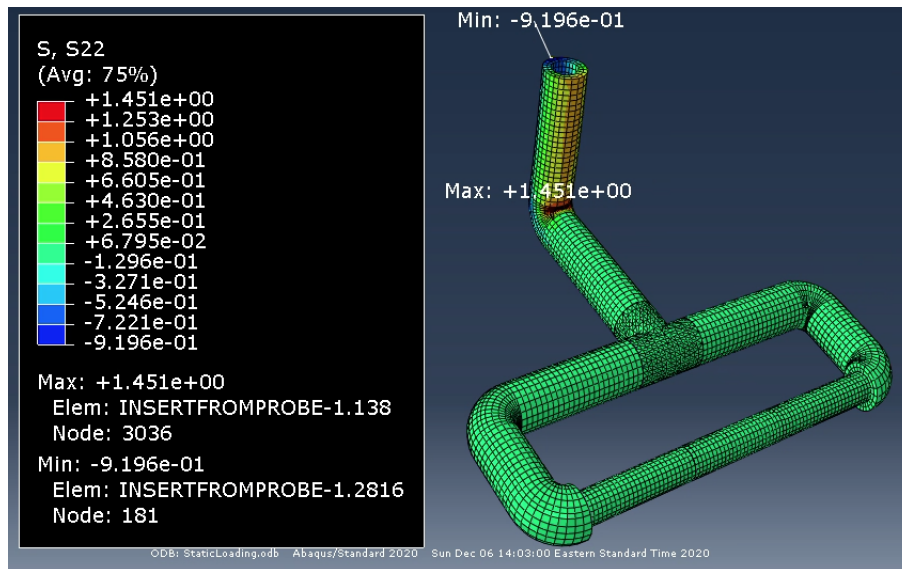 S, S22
(Avg: 75%)
+1.451e+00
+1.253e+00
+1.056e+00
+8.580e-01
+6.605e-01
+4.630e-01
+2.655e-01
+6.795e-02
-1.296e-01
-3.271e-01
-5.246e-01
-7.221e-01
-9.196e-01
Max: +1.451e+00
Elem: INSERTFROMPROBE-1.138
Node: 3036
Min: -9.196e-01
Elem: INSERTFROMPROBE-1.2816
Node: 181
Min: -9.196e-01
Max: +1.451e+00
ODB: StaticLoading.odb Abaqus/Standard 2020 Sun Dec 06 14:03:00 Eastern Standard Time 2020